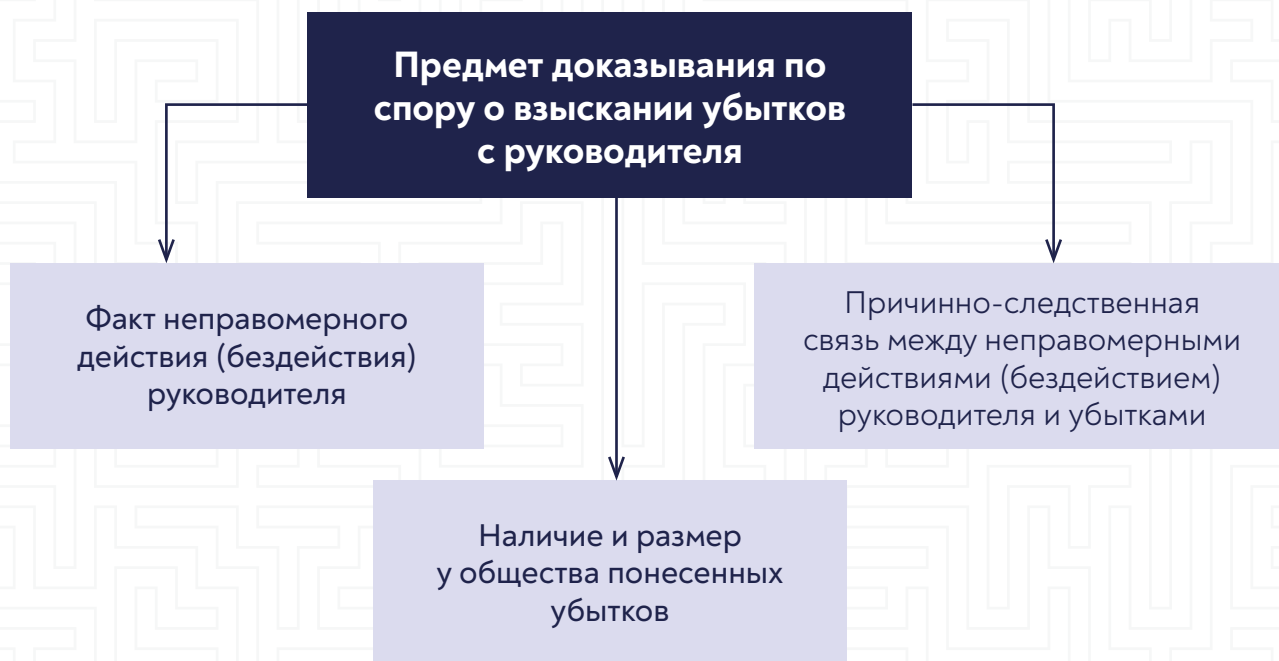 Предмет доказывания по
спору о взыскании убытков
с руководителя
Факт неправомерного
действия (бездействия)
руководителя
Причинно-следственная
связь между неправомерными
действиями (бездействием)
руководителя и убытками
Наличие и размер
у общества понесенных
убытков